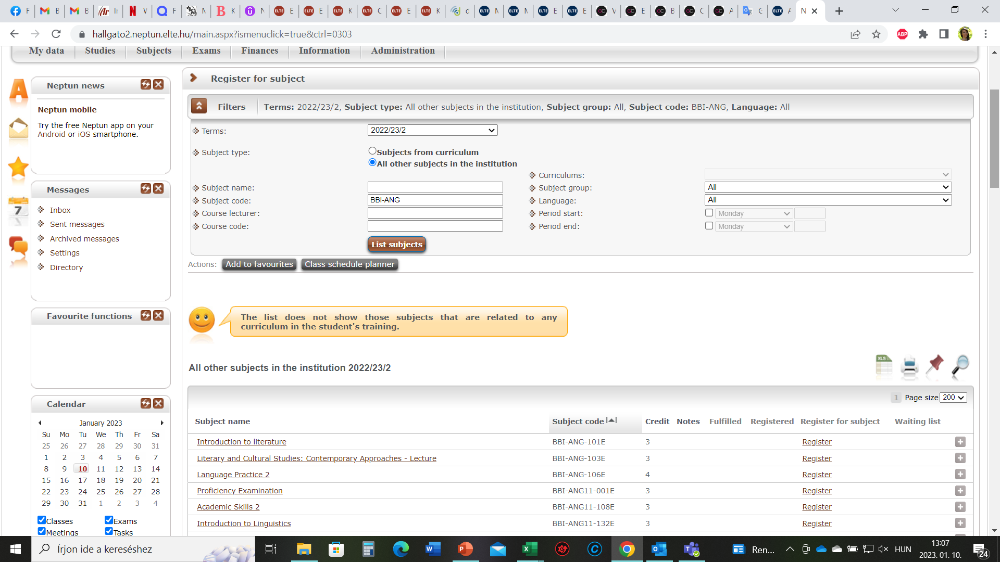 F M B M B Ir N V F N K N E E K C E K d N N E E V E B C A G A N
hallgato2.neptun.elte.hu/main.aspx?ismenuclick=true&ctrl=0303
My data Studies Subjects Exams Finances Information Administration
Neptun news
Neptun mobile
Try the free Neptun app on your
Android or iOS smartphone.
7
Messages
Inbox
Sent messages
Archived messages
Settings
Directory
Favourite functions
Calendar
January 2023
Su Mo Tu We Th Fr Sa
25 26 27 28 29 30 31
1 2 3 4 5 6 7
8 9 10 11 12 13 14
15 16 17 18 19 20 21
22 23 24 25 26 27 28
29 30 31 1 2 3 4
Classes Exams
Meetings Tasks
Register for subject
Filters Terms: 2022/23/2, Subject type: All other subjects in the institution, Subject group: All, Subject code: BBI-ANG, Language: All
Terms: 2022/23/2
Subject type: Subjects from curriculum
All other subjects in the institution
Curriculums:
Subject name: Subject group: All
Subject code: BBI-ANG Language: All
Course lecturer: Period start: Monday
Course code: Period end: Monday
List subjects
Actions: Add to favourites Class schedule planner
The list does not show those subjects that are related to any
curriculum in the student's training.
All other subjects in the institution 2022/23/2
XLS
1 Page size 200
Subject name Subject code Credit Notes Fulfilled Registered Register for subject Waiting list
Introduction to literature BBI-ANG-101E 3 Register
Literary and Cultural Studies: Contemporary Approaches - Lecture BBI-ANG-103E 3 Register
Language Practice 2 BBI-ANG-106E 4 Register
Proficiency Examination BBI-ANG11-001E 3 Register
Academic Skills 2 BBI-ANG11-108E 3 Register
Introduction to Linguistics BBI-ANG11-132E 3 Register
Írjon ide a kereséshez
Ren... HUN 13:07
2023. 01. 10. 24